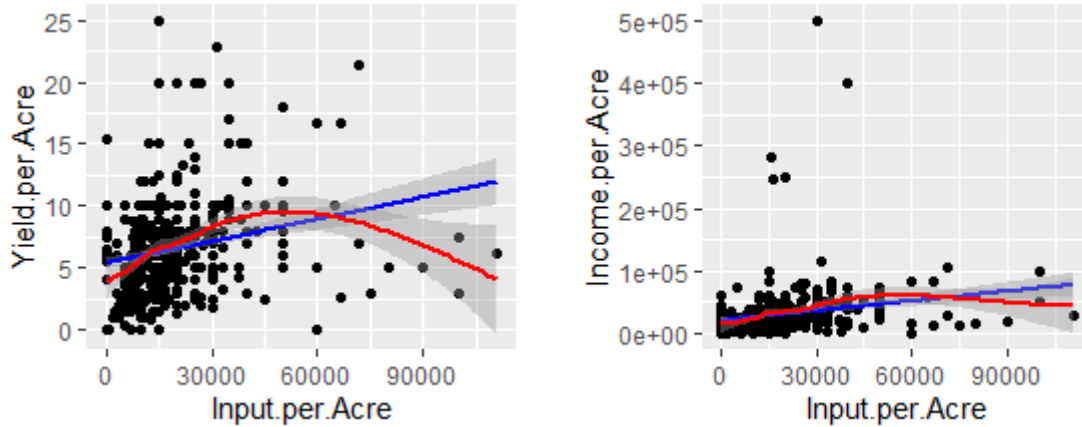 Yield.per.Acre
25
20
15
10
5
0
0 30000 60000 90000
Input.per.Acre
Income.per.Acre
5e+05
4e+05
3e+05
2e+05
1e+05
0e+00
0 30000 60000 90000
Input.per.Acre